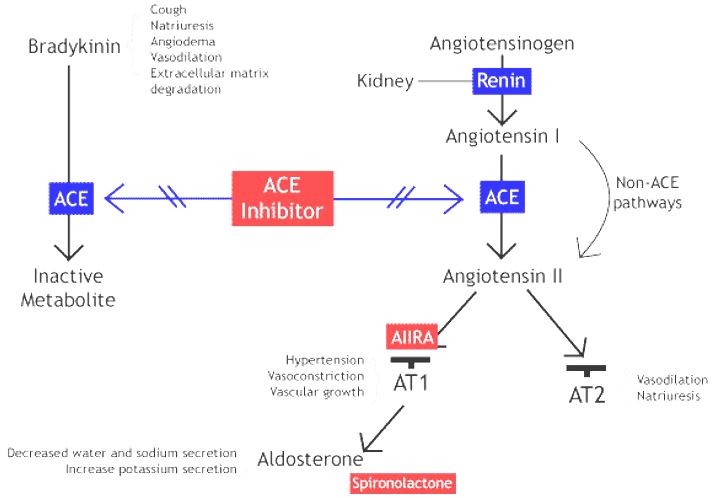 Bradykinin
Cough
Natriuresis
Angiodema
Vasodilation
Extracellular matrix
degradation
Angiotensinogen
Kidney
Renin
Angiotensin I
ACE
ACE
Inhibitor
ACE
Non-ACE
pathways
Inactive
Metabolite
Angiotensin II
AIIRA
Hypertension
Vasoconstriction
Vascular growth
AT1
AT2
Vasodilation
Natriuresis
Decreased water and sodium secretion
Increase potassium secretion
Aldosterone
Spironolactone